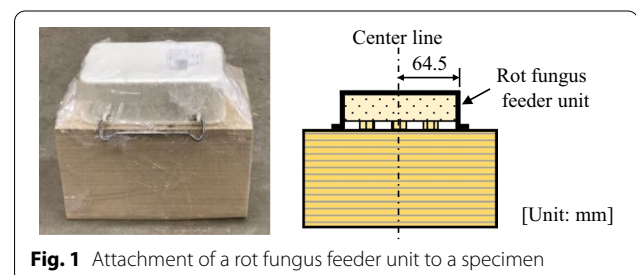 Center line
64.5
Rot fungus
feeder unit
[Unit: mm]
Fig. 1 Attachment of a rot fungus feeder unit to a specimen